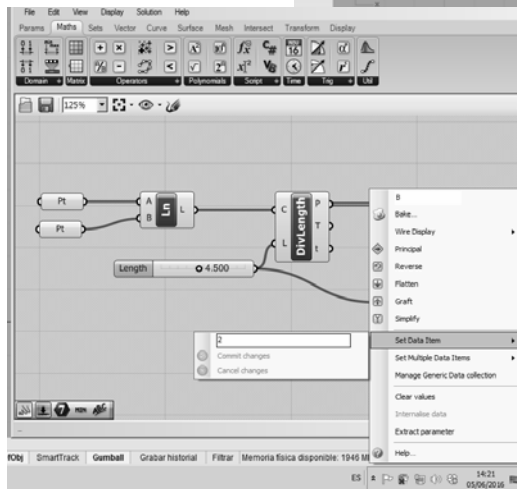 File Edit View Display Solution Help
Params Maths Sets Vector Curve Surface Mesh Intersect Transform Display
Domain + Matrix Operators + Polynomials Script + Time Trig + Util
125%
Pt
Pt
A
B
L
Ln
C
L
DivLength
P
T
t
Length 4.500
B
Bake...
Wire Display
Principal
Reverse
Flatten
Graft
Simplify
Set Data Item
2
Commit changes
Cancel changes
Set Multiple Data Items
Manage Generic Data collection
Clear values
Internalise data
Extract parameter
Help...
fObj SmartTrack Gumball Grabar historial Filtrar Memoria física disponible: 1946 M
ES
14:21
05/06/2016